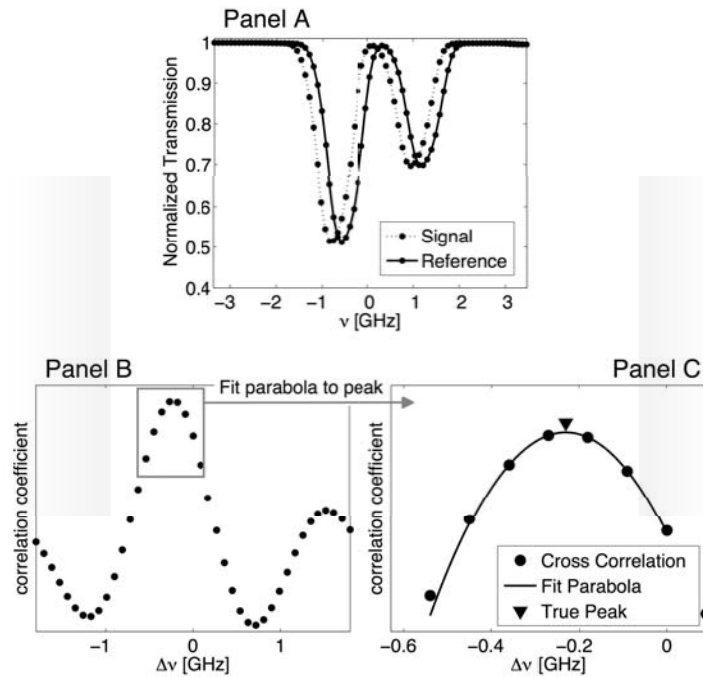 Panel A
1
0.9
0.8
0.7
0.6
0.5
0.4
Normalized Transmission
Signal
Reference
−3 −2 −1 0 1 2 3
ν [GHz]
Panel B
Fit parabola to peak
Panel C
correlation coefficient
−1 0 1
Δν [GHz]
correlation coefficient
Cross Correlation
Fit Parabola
True Peak
−0.6 −0.4 −0.2 0
Δν [GHz]